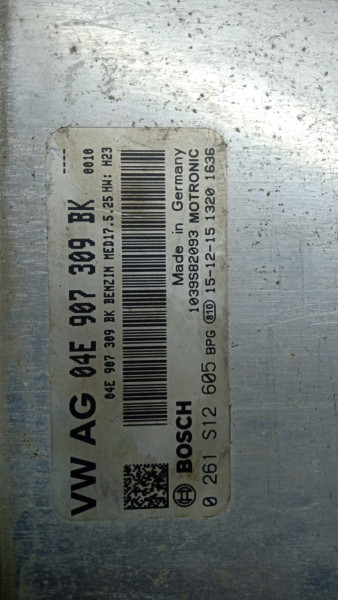 VW AG 04E 907 309 BK
----
04E 907 309 BK BENZIN MED17.5.25 HW: H23
0010
Made in Germany
BOSCH 1039S82093 MOTRONIC
0 261 S12 605 BPG 810 15-12-15 1320 1636